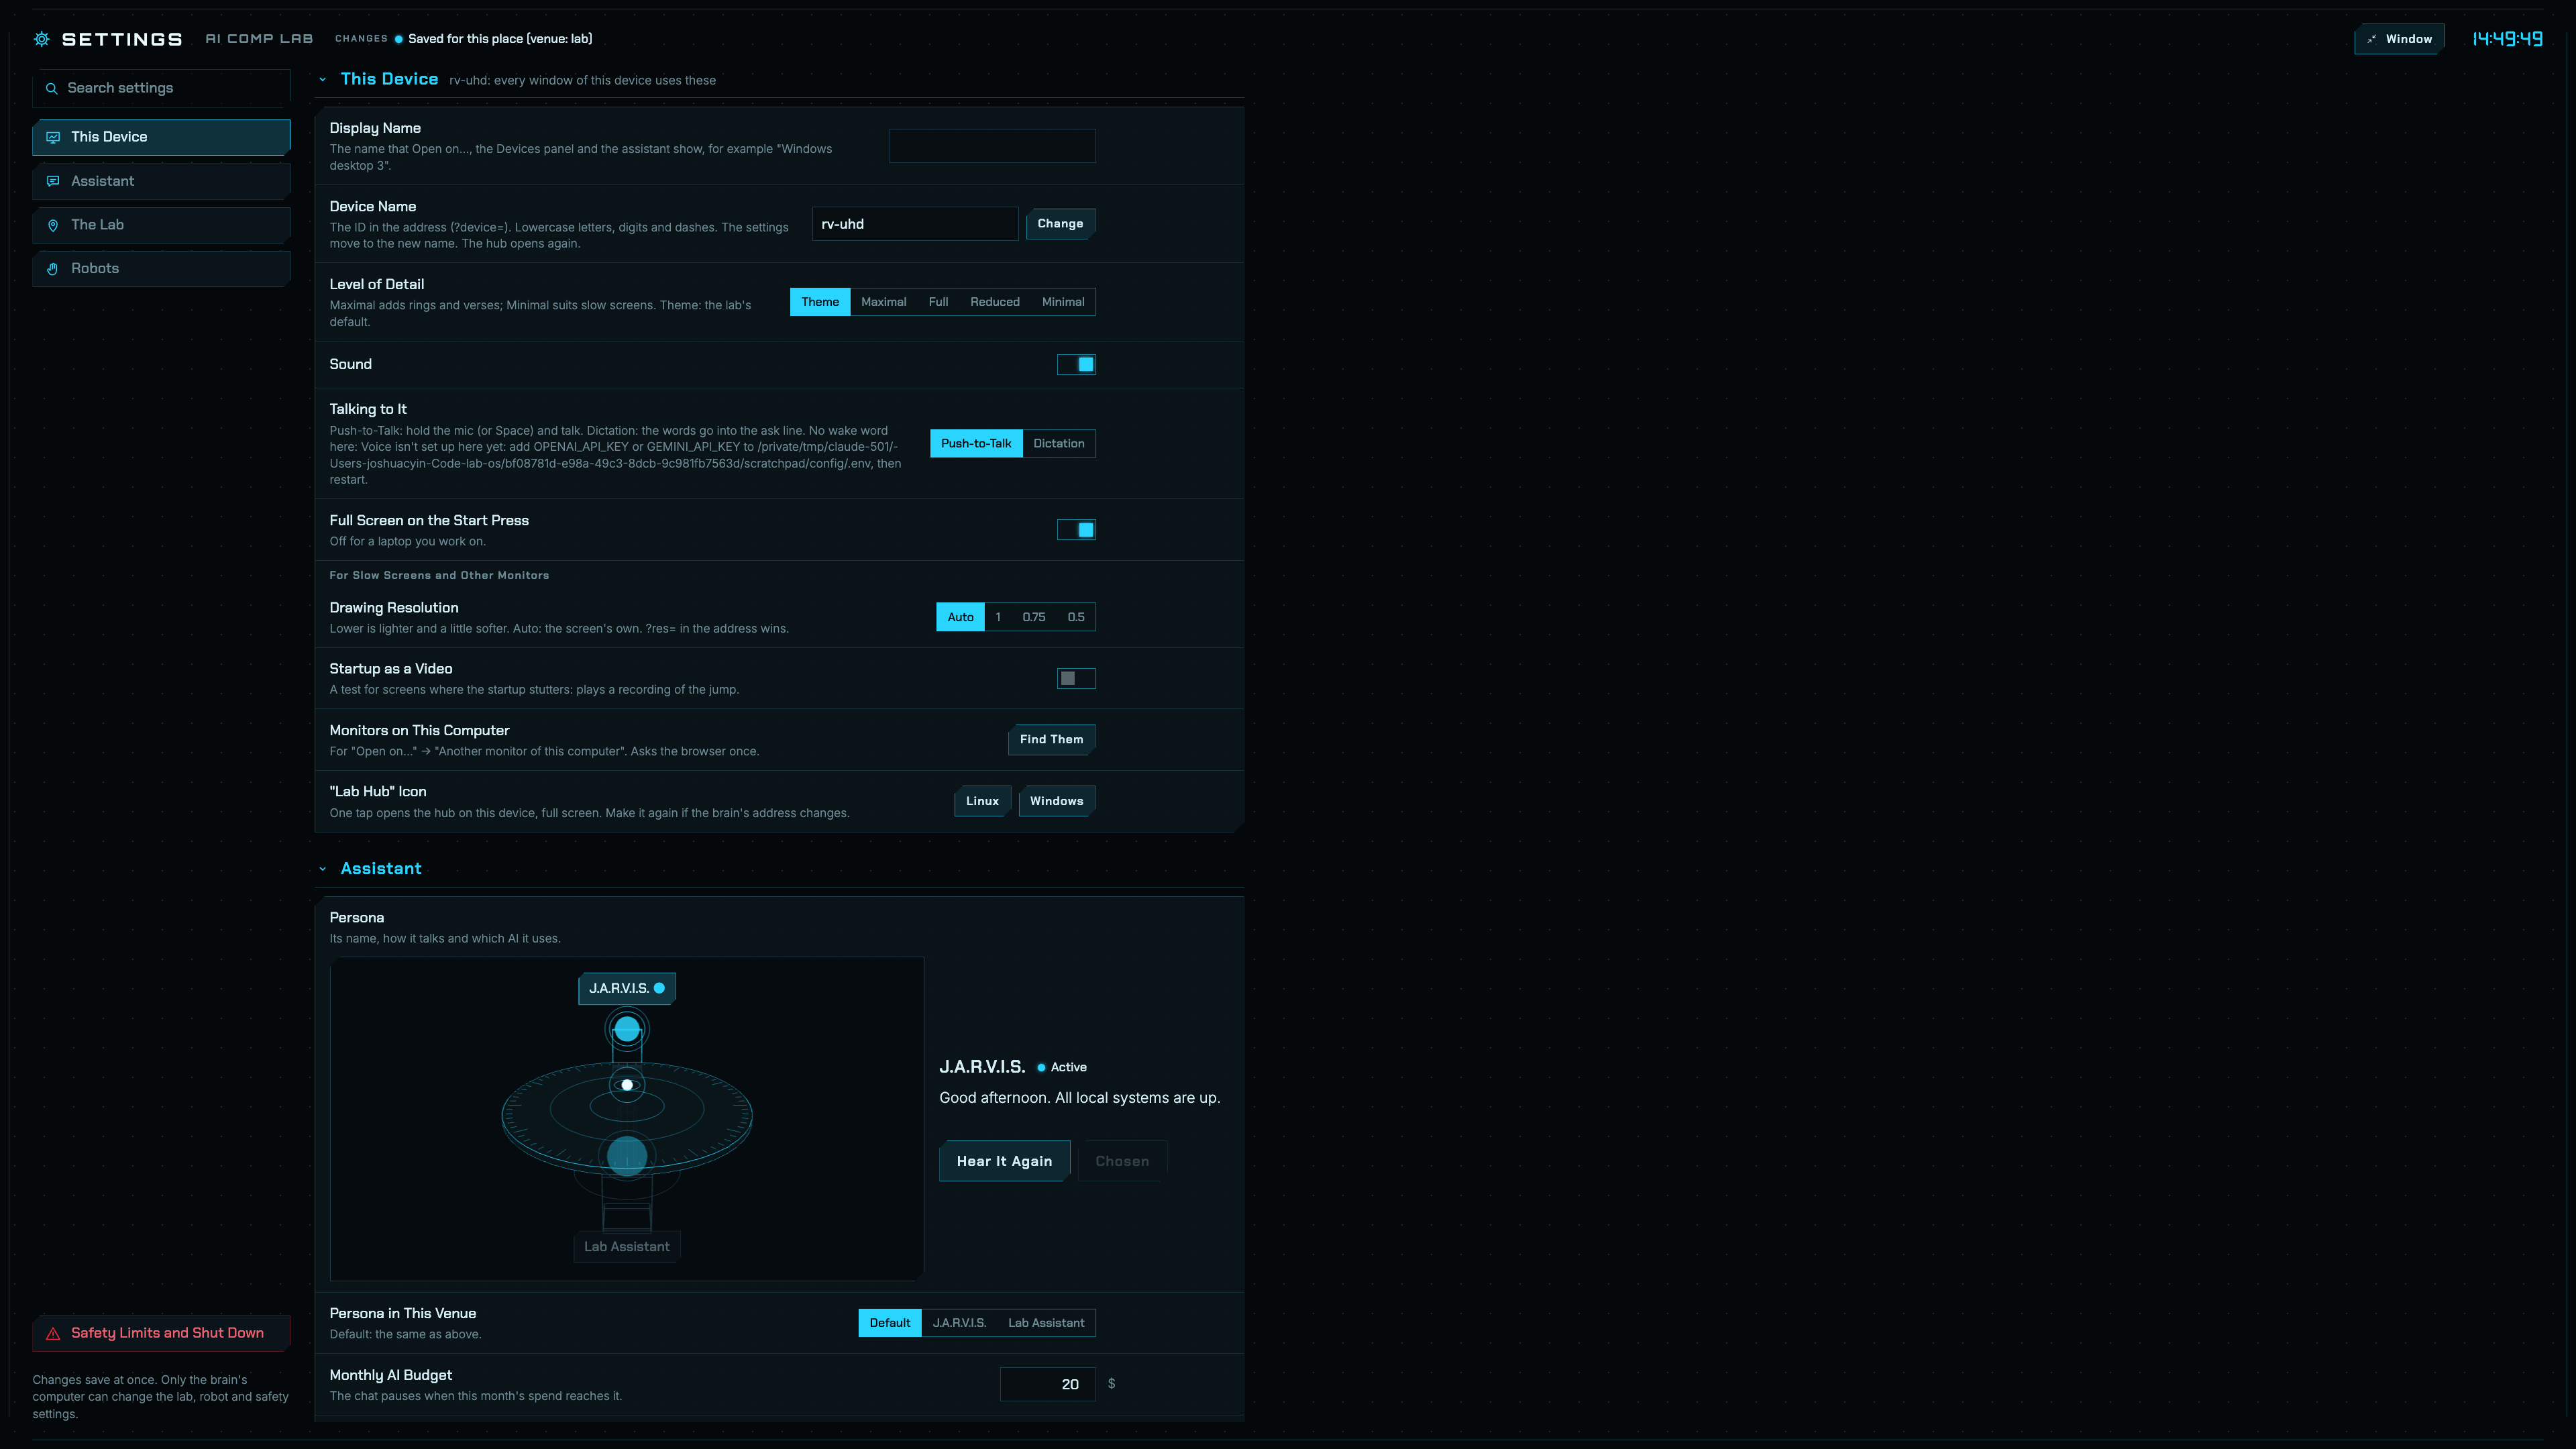 SETTINGS
AI COMP LAB
CHANGES
Saved for this place (venue: lab)
Window
14:49:49
Search settings
This Device
Assistant
The Lab
Robots
This Device
rv-uhd: every window of this device uses these
Display Name
The name that Open on..., the Devices panel and the assistant show, for example "Windows
desktop 3".
Device Name
The ID in the address (?device=). Lowercase letters, digits and dashes. The settings
move to the new name. The hub opens again.
rv-uhd
Change
Level of Detail
Maximal adds rings and verses; Minimal suits slow screens. Theme: the lab's
default.
Theme
Maximal
Full
Reduced
Minimal
Sound
Talking to It
Push-to-Talk: hold the mic (or Space) and talk. Dictation: the words go into the ask line. No wake word
here: Voice isn't set up here yet: add OPENAI_API_KEY or GEMINI_API_KEY to /private/tmp/claude-501/-
Users-joshuacyin-Code-lab-os/bf08781d-e98a-49c3-8dcb-9c981fb7563d/scratchpad/config/.env, then
restart.
Push-to-Talk
Dictation
Full Screen on the Start Press
Off for a laptop you work on.
For Slow Screens and Other Monitors
Drawing Resolution
Lower is lighter and a little softer. Auto: the screen's own. ?res= in the address wins.
Auto
1
0.75
0.5
Startup as a Video
A test for screens where the startup stutters: plays a recording of the jump.
Monitors on This Computer
For "Open on..." → "Another monitor of this computer". Asks the browser once.
Find Them
"Lab Hub" Icon
One tap opens the hub on this device, full screen. Make it again if the brain's address changes.
Linux
Windows
Assistant
Persona
Its name, how it talks and which AI it uses.
J.A.R.V.I.S.
Lab Assistant
J.A.R.V.I.S.
Active
Good afternoon. All local systems are up.
Hear It Again
Chosen
Persona in This Venue
Default: the same as above.
Default
J.A.R.V.I.S.
Lab Assistant
Monthly AI Budget
The chat pauses when this month's spend reaches it.
20
$
Safety Limits and Shut Down
Changes save at once. Only the brain's
computer can change the lab, robot and safety
settings.